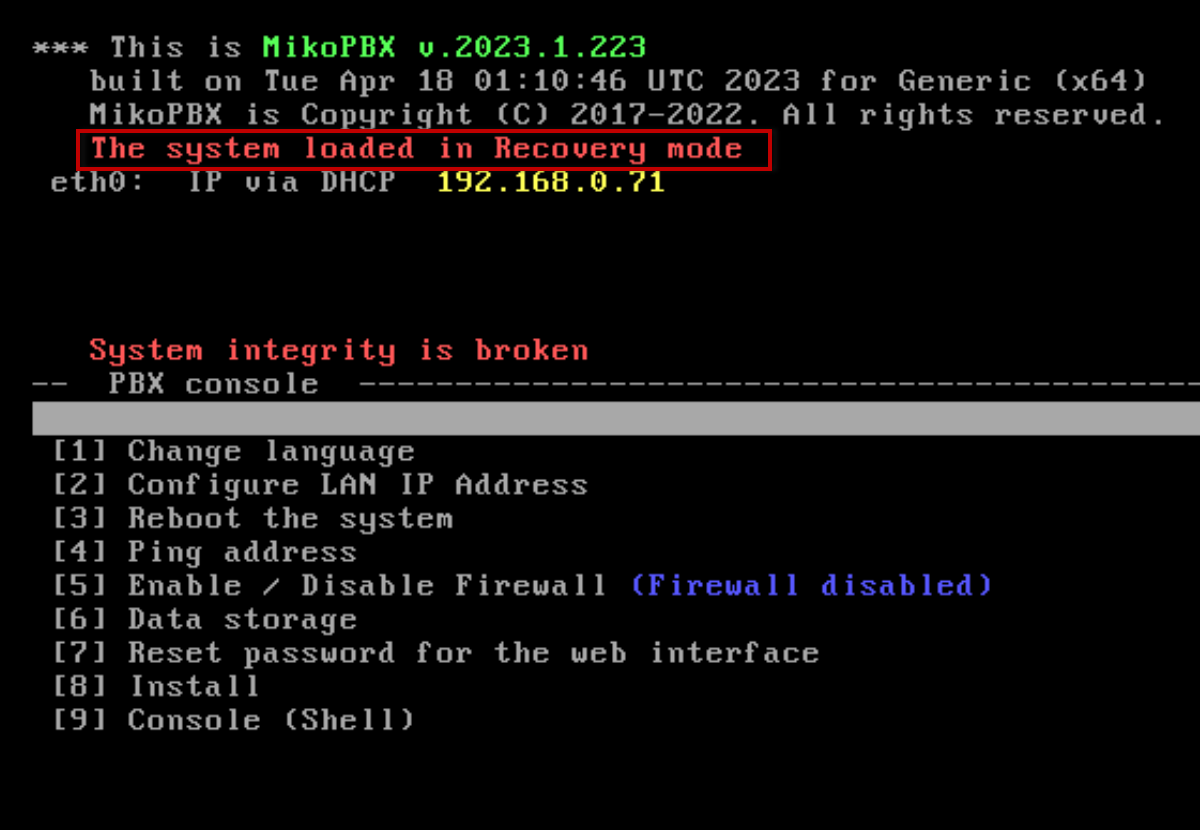 *** This is MikoPBX v.2023.1.223
built on Tue Apr 18 01:10:46 UTC 2023 for Generic (x64)
MikoPBX is Copyright (C) 2017-2022. All rights reserved.
The system loaded in Recovery mode
eth0: IP via DHCP 192.168.0.71
System integrity is broken
-- PBX console --------------------------------------------
[1] Change language
[2] Configure LAN IP Address
[3] Reboot the system
[4] Ping address
[5] Enable / Disable Firewall (Firewall disabled)
[6] Data storage
[7] Reset password for the web interface
[8] Install
[9] Console (Shell)